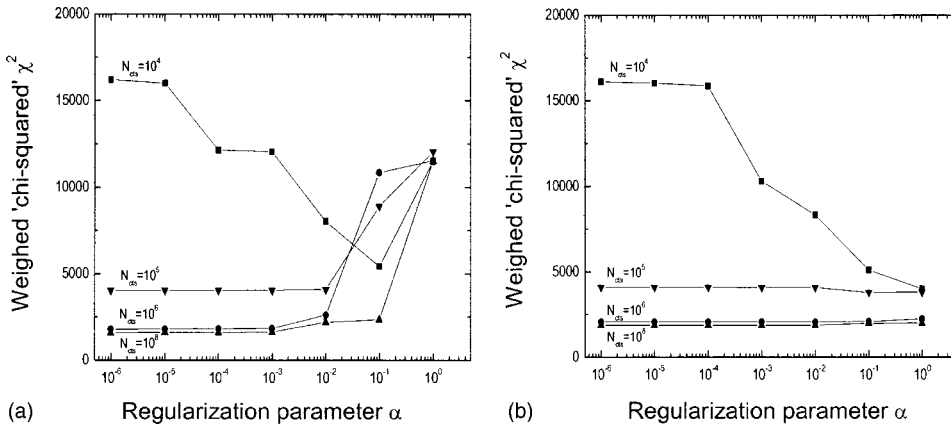 20000
15000
10000
5000
0
Weighed 'chi-squared' χ²
N_cts=10⁴
N_cts=10⁵
N_cts=10⁶
N_cts=10⁸
10⁻⁶ 10⁻⁵ 10⁻⁴ 10⁻³ 10⁻² 10⁻¹ 10⁰
(a) Regularization parameter α
20000
15000
10000
5000
0
Weighed 'chi-squared' χ²
N_cts=10⁴
N_cts=10⁵
N_cts=10⁶
10⁻⁶ 10⁻⁵ 10⁻⁴ 10⁻³ 10⁻² 10⁻¹ 10⁰
(b) Regularization parameter α